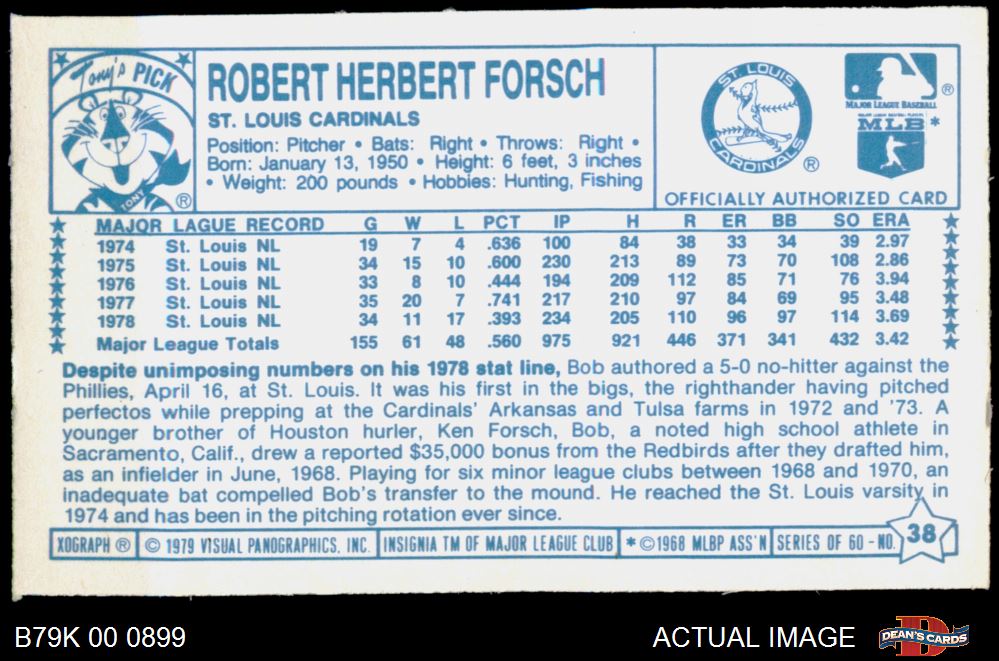 Tony's PICK
TONY
®
ROBERT HERBERT FORSCH
ST. LOUIS CARDINALS
Position: Pitcher • Bats: Right • Throws: Right •
Born: January 13, 1950 • Height: 6 feet, 3 inches
• Weight: 200 pounds • Hobbies: Hunting, Fishing
ST. LOUIS
CARDINALS
®
®
MAJOR LEAGUE BASEBALL
MAJOR LEAGUE BASEBALL PLAYERS
MLB *
OFFICIALLY AUTHORIZED CARD
MAJOR LAGUE RECORD G W L PCT IP H R ER BB SO ERA
1974 St. Louis NL 19 7 4 .636 100 84 38 33 34 39 2.97
1975 St. Louis NL 34 15 10 .600 230 213 89 73 70 108 2.86
1976 St. Louis NL 33 8 10 .444 194 209 112 85 71 76 3.94
1977 St. Louis NL 35 20 7 .741 217 210 97 84 69 95 3.48
1978 St. Louis NL 34 11 17 .393 234 205 110 96 97 114 3.69
Major League Totals 155 61 48 .560 975 921 446 371 341 432 3.42
Despite unimposing numbers on his 1978 stat line, Bob authored a 5-0 no-hitter against the
Phillies, April 16, at St. Louis. It was his first in the bigs, the righthander having pitched
perfectos while prepping at the Cardinals' Arkansas and Tulsa farms in 1972 and '73. A
younger brother of Houston hurler, Ken Forsch, Bob, a noted high school athlete in
Sacramento, Calif., drew a reported $35,000 bonus from the Redbirds after they drafted him,
as an infielder in June, 1968. Playing for six minor league clubs between 1968 and 1970, an
inadequate bat compelled Bob's transfer to the mound. He reached the St. Louis varsity in
1974 and has been in the pitching rotation ever since.
XOGRAPH ® © 1979 VISUAL PANOGRAPHICS, INC. INSIGNIA TM OF MAJOR LEAGUE CLUB * ©1968 MLBP ASS'N SERIES OF 60 - NO. 38
B79K 00 0899
ACTUAL IMAGE
D
DEAN'S CARDS